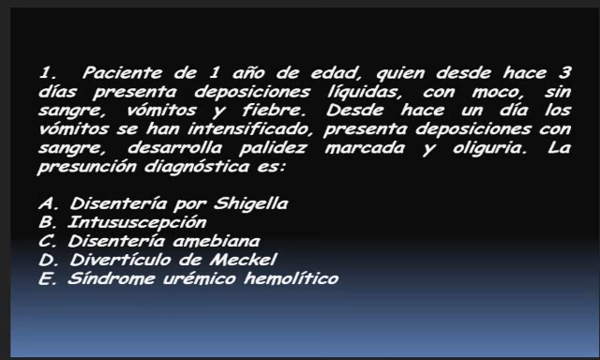 1. Paciente de 1 año de edad, quien desde hace 3
días presenta deposiciones líquidas, con moco, sin
sangre, vómitos y fiebre. Desde hace un día los
vómitos se han intensificado, presenta deposiciones con
sangre, desarrolla palidez marcada y oliguria. La
presunción diagnóstica es:
A. Disentería por Shigella
B. Intususcepción
C. Disentería amebiana
D. Divertículo de Meckel
E. Síndrome urémico hemolítico